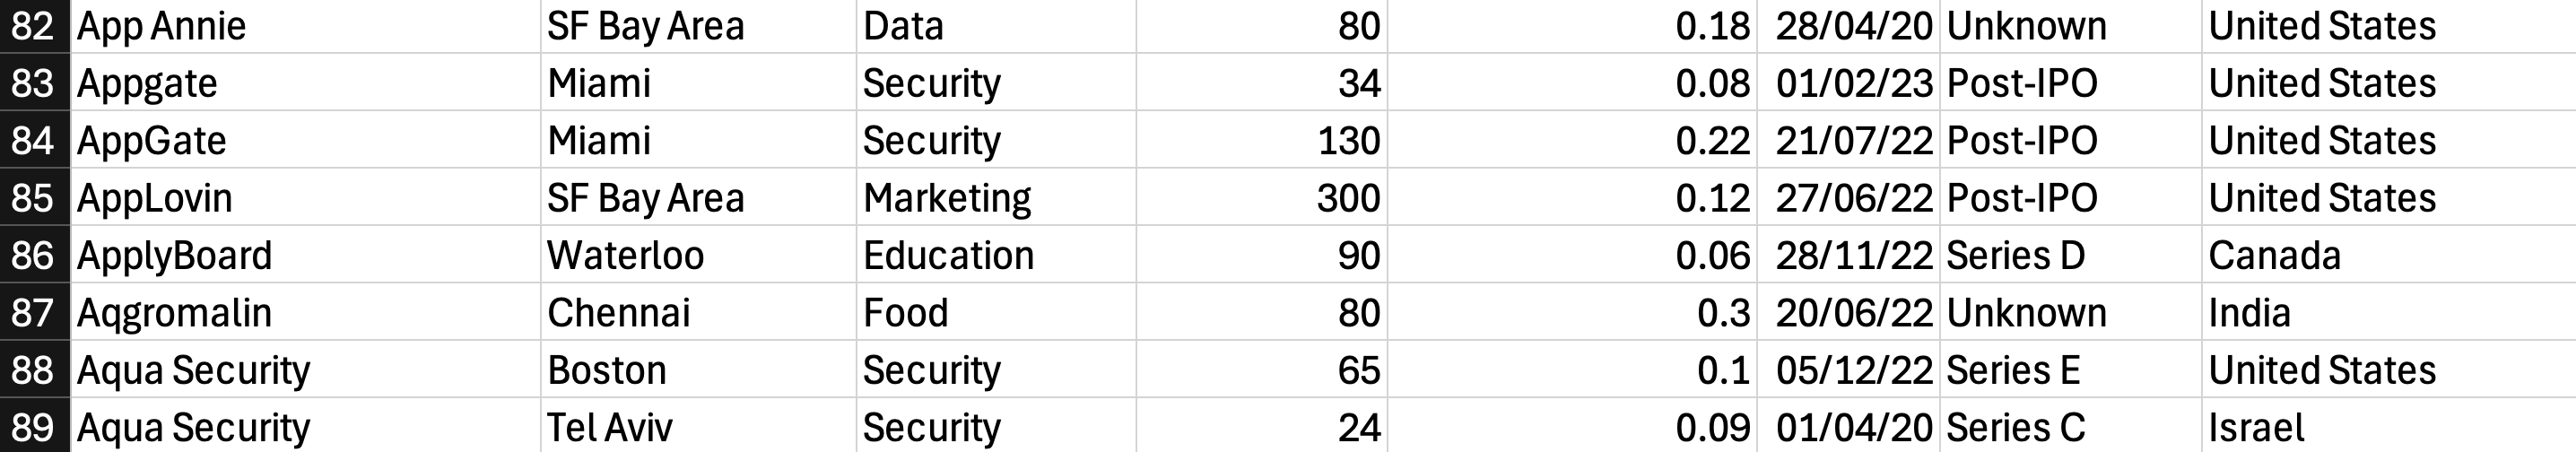 82 App Annie SF Bay Area Data 80 0.18 28/04/20 Unknown United States
83 Appgate Miami Security 34 0.08 01/02/23 Post-IPO United States
84 AppGate Miami Security 130 0.22 21/07/22 Post-IPO United States
85 AppLovin SF Bay Area Marketing 300 0.12 27/06/22 Post-IPO United States
86 ApplyBoard Waterloo Education 90 0.06 28/11/22 Series D Canada
87 Aqgromalin Chennai Food 80 0.3 20/06/22 Unknown India
88 Aqua Security Boston Security 65 0.1 05/12/22 Series E United States
89 Aqua Security Tel Aviv Security 24 0.09 01/04/20 Series C Israel